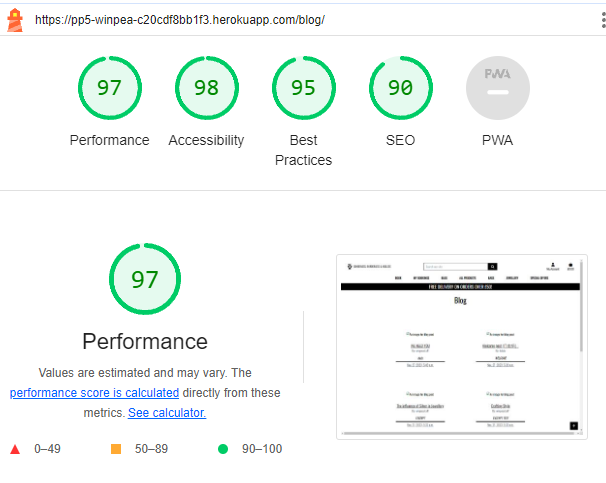 https://pp5-winpea-c20cdf8bb1f3.herokuapp.com/blog/
97
98
95
90
PWA
Performance
Accessibility
Best
Practices
SEO
PWA
97
Performance
Values are estimated and may vary. The
performance score is calculated directly from these
metrics. See calculator.
0–49
50–89
90–100
FREE DELIVERY ON ORDERS OVER
Blog